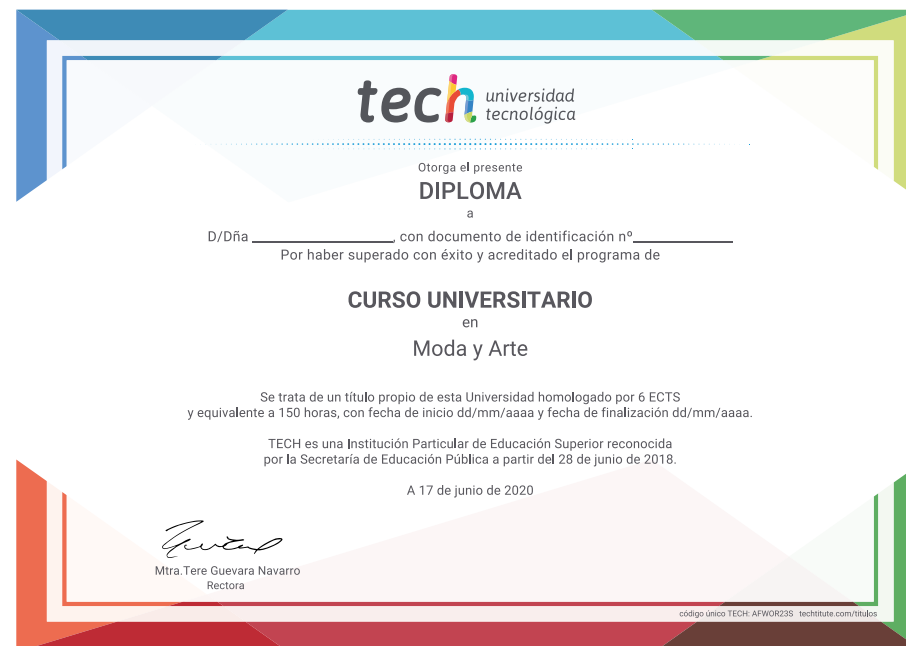 tech universidad
tecnológica
Otorga el presente
DIPLOMA
a
D/Dña ____________________, con documento de identificación nº______________
Por haber superado con éxito y acreditado el programa de
CURSO UNIVERSITARIO
en
Moda y Arte
Se trata de un título propio de esta Universidad homologado por 6 ECTS
y equivalente a 150 horas, con fecha de inicio dd/mm/aaaa y fecha de finalización dd/mm/aaaa.
TECH es una Institución Particular de Educación Superior reconocida
por la Secretaría de Educación Pública a partir del 28 de junio de 2018.
A 17 de junio de 2020
Mtra.Tere Guevara Navarro
Rectora
código único TECH: AFWOR23S techtitute.com/titulos